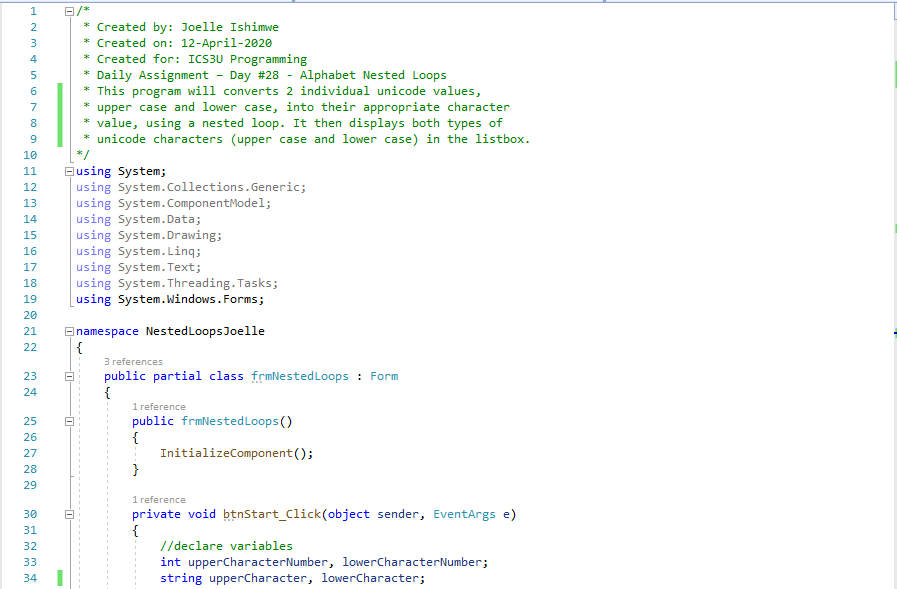 1 /*
2 * Created by: Joelle Ishimwe
3 * Created on: 12-April-2020
4 * Created for: ICS3U Programming
5 * Daily Assignment – Day #28 - Alphabet Nested Loops
6 * This program will converts 2 individual unicode values,
7 * upper case and lower case, into their appropriate character
8 * value, using a nested loop. It then displays both types of
9 * unicode characters (upper case and lower case) in the listbox.
10 */
11 using System;
12 using System.Collections.Generic;
13 using System.ComponentModel;
14 using System.Data;
15 using System.Drawing;
16 using System.Linq;
17 using System.Text;
18 using System.Threading.Tasks;
19 using System.Windows.Forms;
20
21 namespace NestedLoopsJoelle
22 {
3 references
23 public partial class frmNestedLoops : Form
24 {
1 reference
25 public frmNestedLoops()
26 {
27 InitializeComponent();
28 }
29
1 reference
30 private void btnStart_Click(object sender, EventArgs e)
31 {
32 //declare variables
33 int upperCharacterNumber, lowerCharacterNumber;
34 string upperCharacter, lowerCharacter;